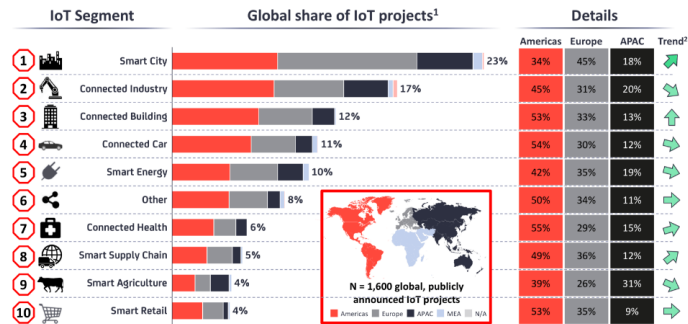 IoT Segment Global share of IoT projects1 Details
Americas Europe APAC Trend2
1 Smart City 23% 34% 45% 18%
2 Connected Industry 17% 45% 31% 20%
3 Connected Building 12% 53% 33% 13%
4 Connected Car 11% 54% 30% 12%
5 Smart Energy 10% 42% 35% 19%
6 Other 8% 50% 34% 11%
7 Connected Health 6% 55% 29% 15%
8 Smart Supply Chain 5% 49% 36% 12%
9 Smart Agriculture 4% 39% 26% 31%
10 Smart Retail 4% 53% 35% 9%
N = 1,600 global, publicly
announced IoT projects
Americas Europe APAC MEA N/A